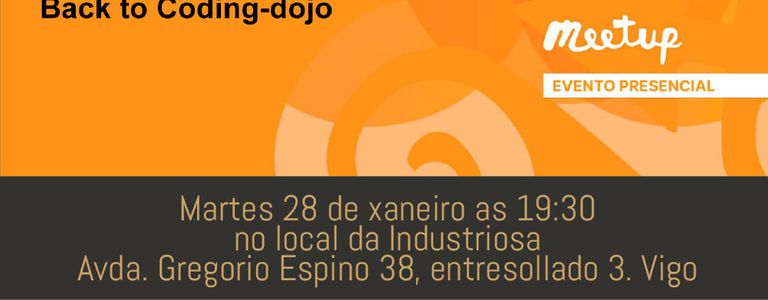 Back to Coding-dojo
meetup
EVENTO PRESENCIAL
Martes 28 de xaneiro as 19:30
no local da Industriosa
Avda. Gregorio Espino 38, entresollado 3. Vigo